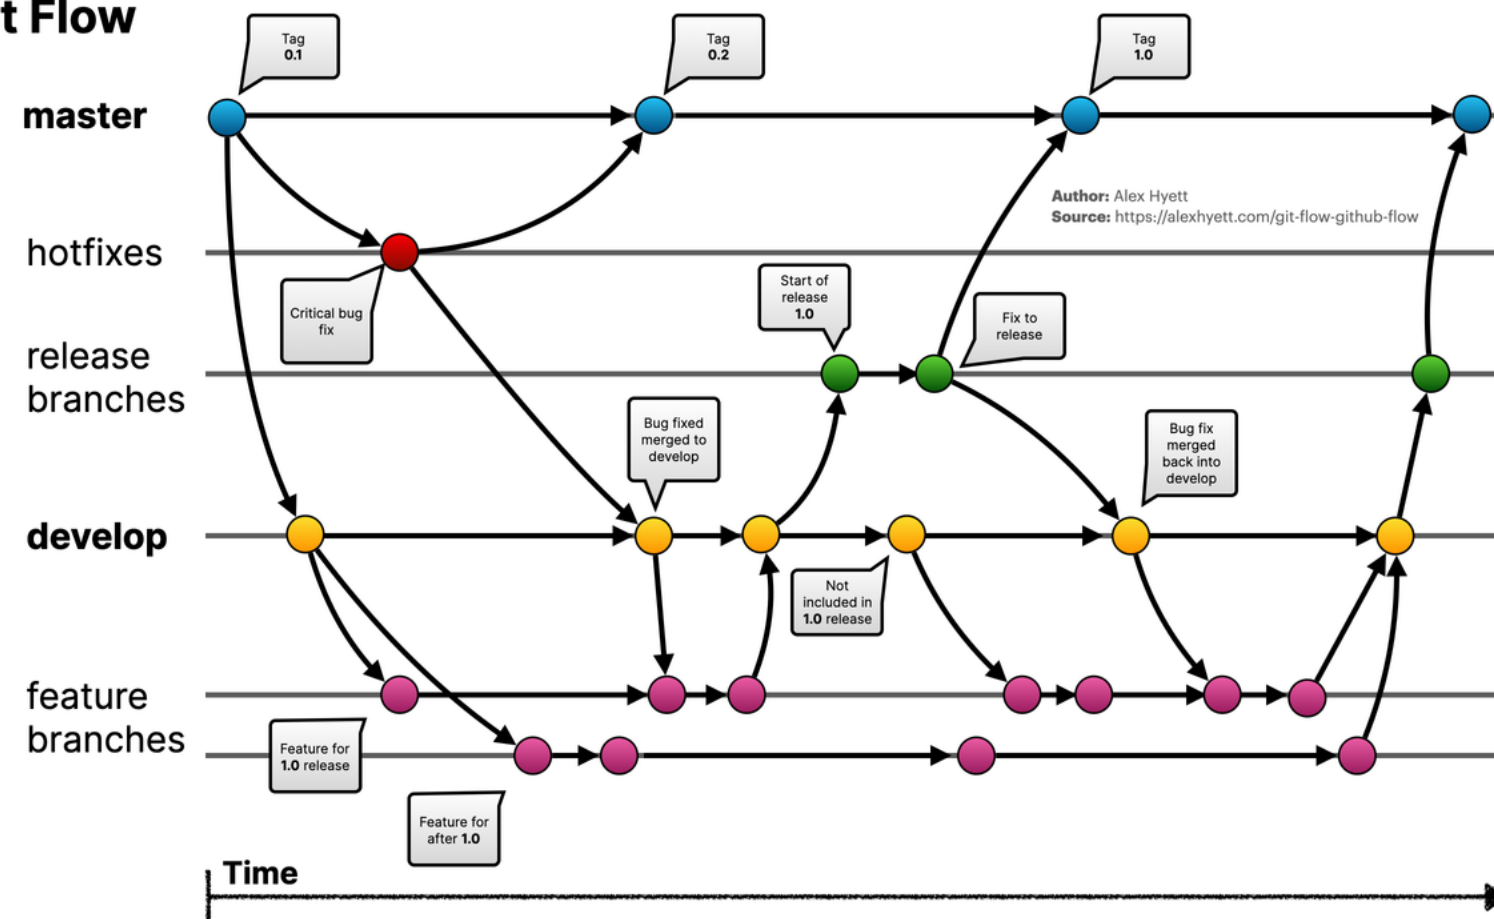 t Flow
Tag
0.1
Tag
0.2
Tag
1.0
master
Author: Alex Hyett
Source: https://alexhyett.com/git-flow-github-flow
hotfixes
Critical bug
fix
Start of
release
1.0
Fix to
release
release
branches
Bug fixed
merged to
develop
Bug fix
merged
back into
develop
develop
Not
included in
1.0 release
feature
branches
Feature for
1.0 release
Feature for
after 1.0
Time